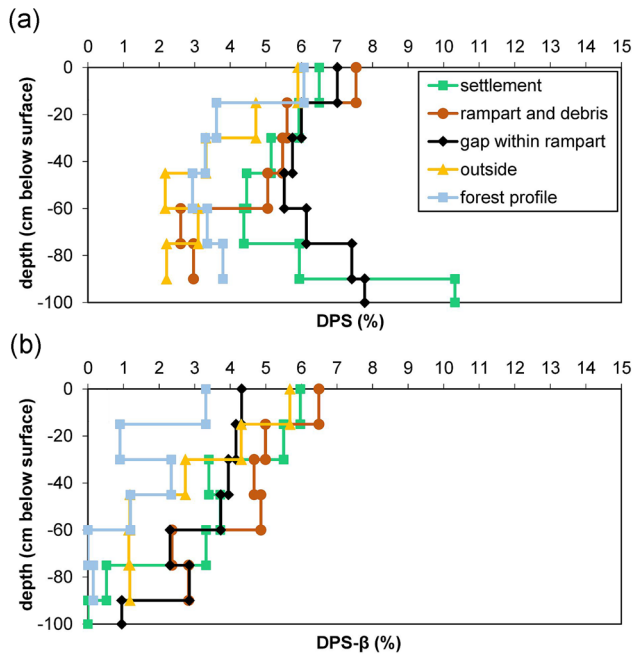 (a)
0 1 2 3 4 5 6 7 8 9 10 11 12 13 14 15
0
-20
-40
-60
-80
-100
depth (cm below surface)
settlement
rampart and debris
gap within rampart
outside
forest profile
DPS (%)
(b)
0 1 2 3 4 5 6 7 8 9 10 11 12 13 14 15
0
-20
-40
-60
-80
-100
depth (cm below surface)
DPS-β (%)